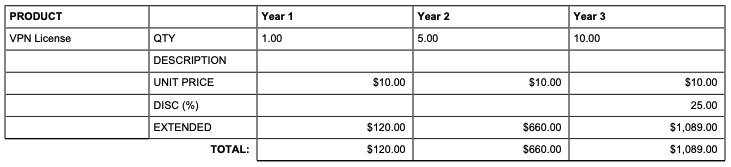 PRODUCT Year 1 Year 2 Year 3
VPN License QTY 1.00 5.00 10.00
DESCRIPTION
UNIT PRICE $10.00 $10.00 $10.00
DISC (%) 25.00
EXTENDED $120.00 $660.00 $1,089.00
TOTAL: $120.00 $660.00 $1,089.00